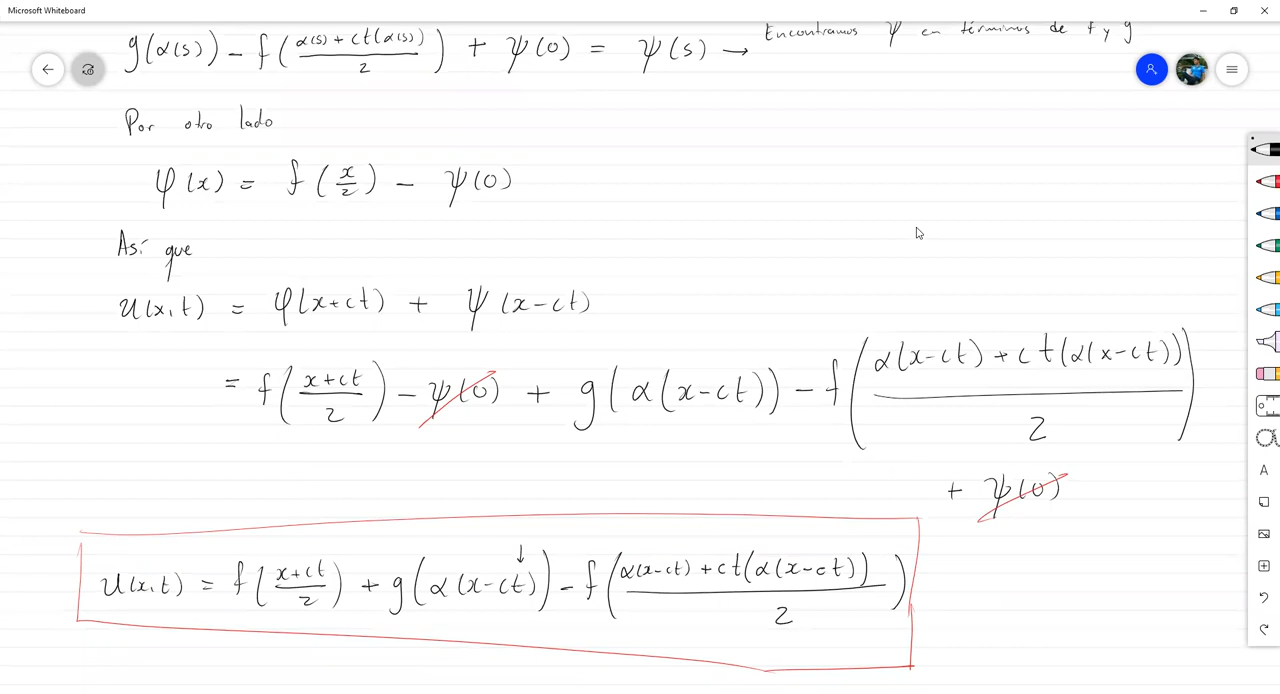 Microsoft Whiteboard
g(α(s)) - f((α(s) + ct(α(s)))/2) + ψ(0) = ψ(s) →
Encontramos ψ en términos de f y g
Por otro lado
φ(x) = f(x/2) - ψ(0)
Así que
u(x,t) = φ(x+ct) + ψ(x-ct)
= f((x+ct)/2) - ψ(0) + g(α(x-ct)) - f((α(x-ct) + ct(α(x-ct)))/2)
+ ψ(0)
u(x,t) = f((x+ct)/2) + g(α(x-ct)) - f((α(x-ct) + ct(α(x-ct)))/2)